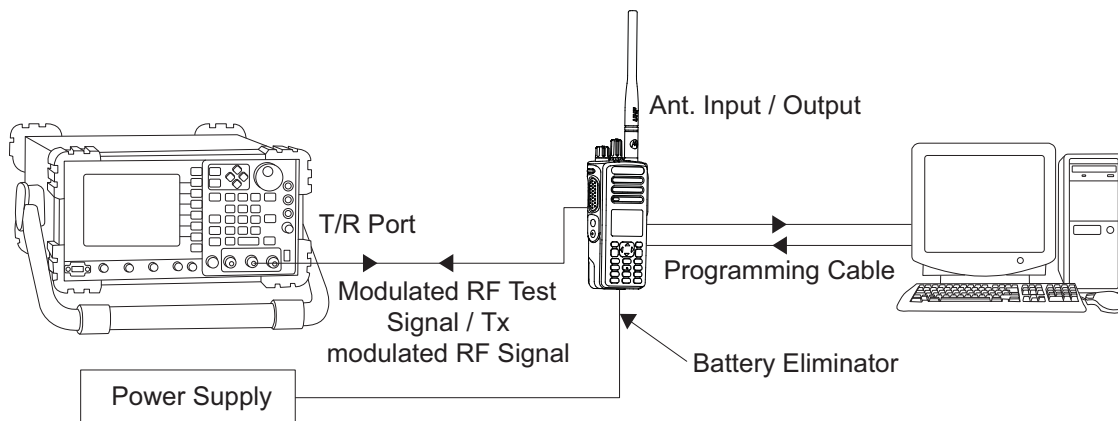 Ant. Input / Output
T/R Port
Programming Cable
Modulated RF Test
Signal / Tx
modulated RF Signal
Battery Eliminator
Power Supply